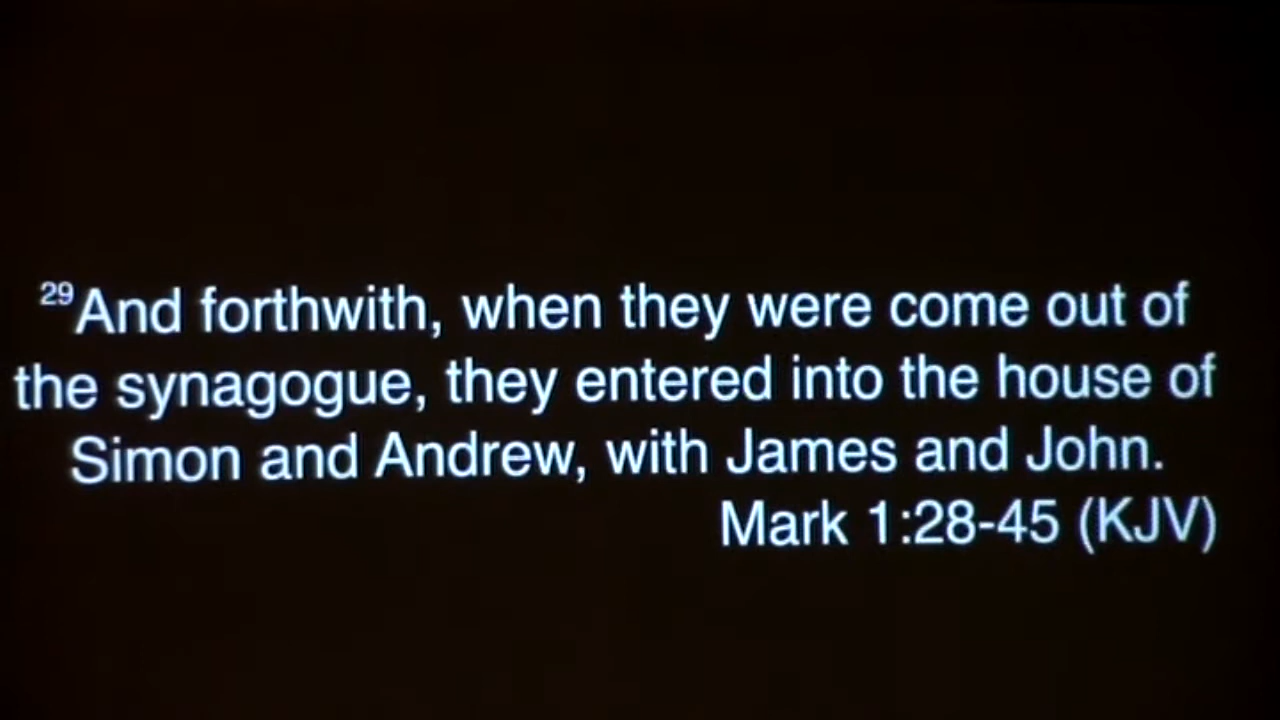 29And forthwith, when they were come out of
the synagogue, they entered into the house of
Simon and Andrew, with James and John.
Mark 1:28-45 (KJV)